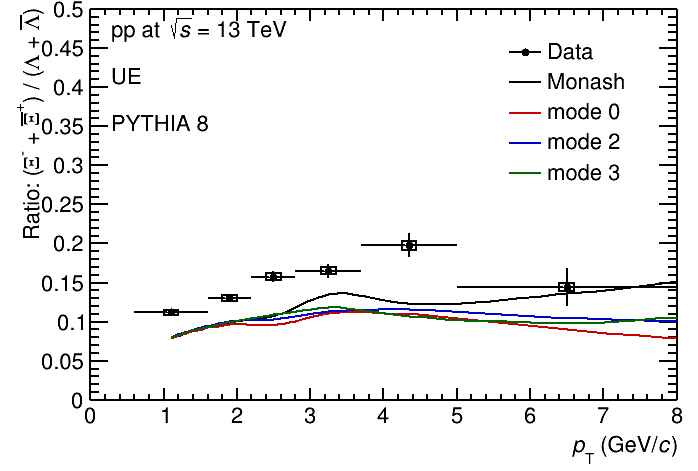 0.5
0.45
0.4
0.35
0.3
0.25
0.2
0.15
0.1
0.05
0
Ratio: (Ξ⁻ + Ξ̅⁺) / (Λ + Λ̅)
pp at √s = 13 TeV
UE
PYTHIA 8
Data
Monash
mode 0
mode 2
mode 3
0 1 2 3 4 5 6 7 8
p_T (GeV/c)